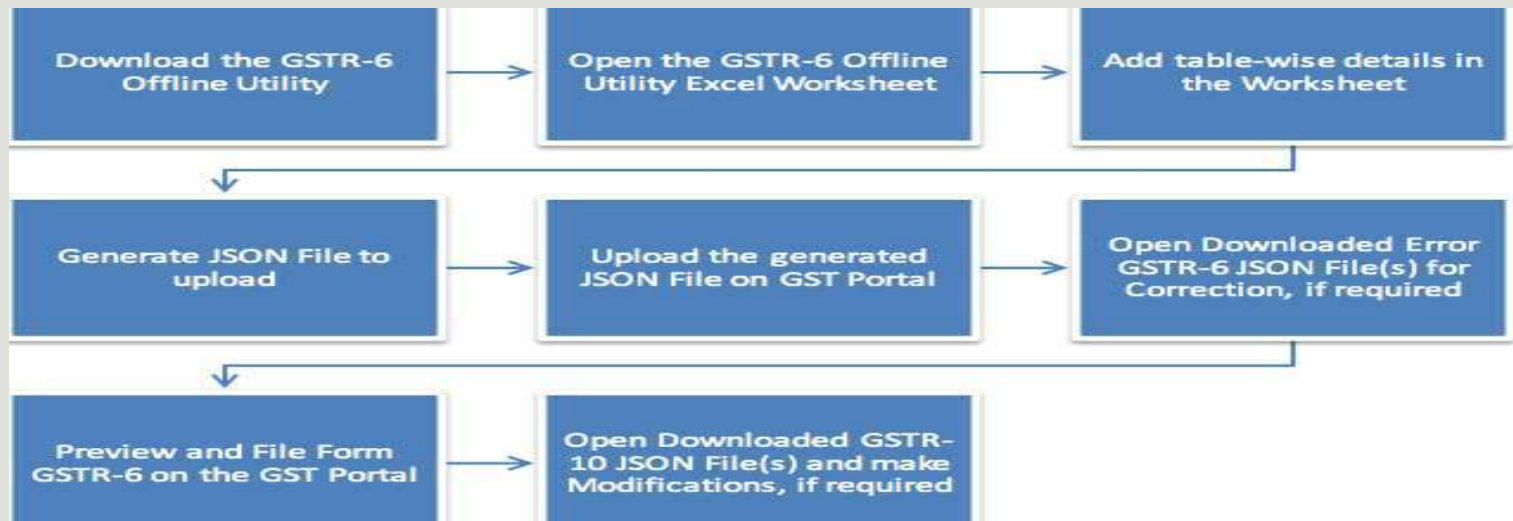 Download the GSTR-6
Offline Utility
Open the GSTR-6 Offline
Utility Excel Worksheet
Add table-wise details in
the Worksheet
Generate JSON File to
upload
Upload the generated
JSON File on GST Portal
Open Downloaded Error
GSTR-6 JSON File(s) for
Correction, if required
Preview and File Form
GSTR-6 on the GST Portal
Open Downloaded GSTR-
10 JSON File(s) and make
Modifications, if required